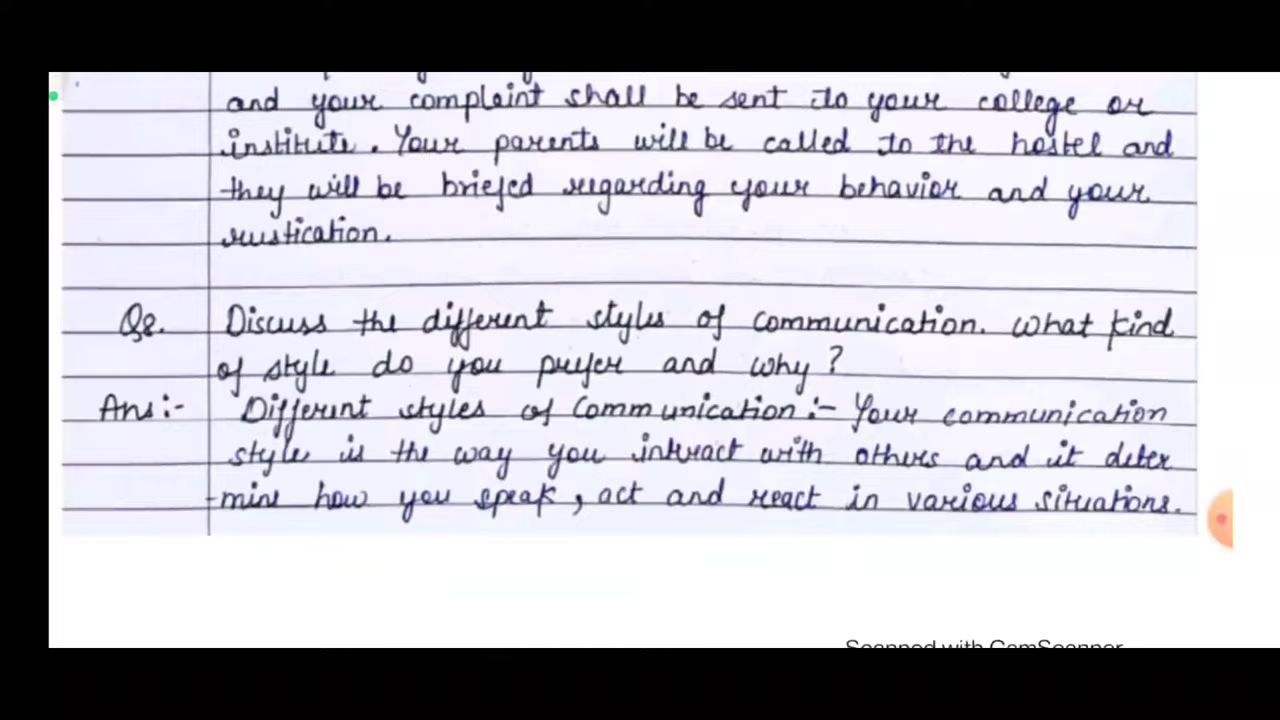 and your complaint shall be sent to your college or
institute. Your parents will be called to the hostel and
they will be briefed regarding your behavior and your
rustication.
Q8. Discuss the different styles of communication. What kind
of style do you prefer and why?
Ans:- Different styles of Communication:- Your communication
style is the way you interact with others and it deter
mine how you speak, act and react in various situations.
Scanned with CamScanner